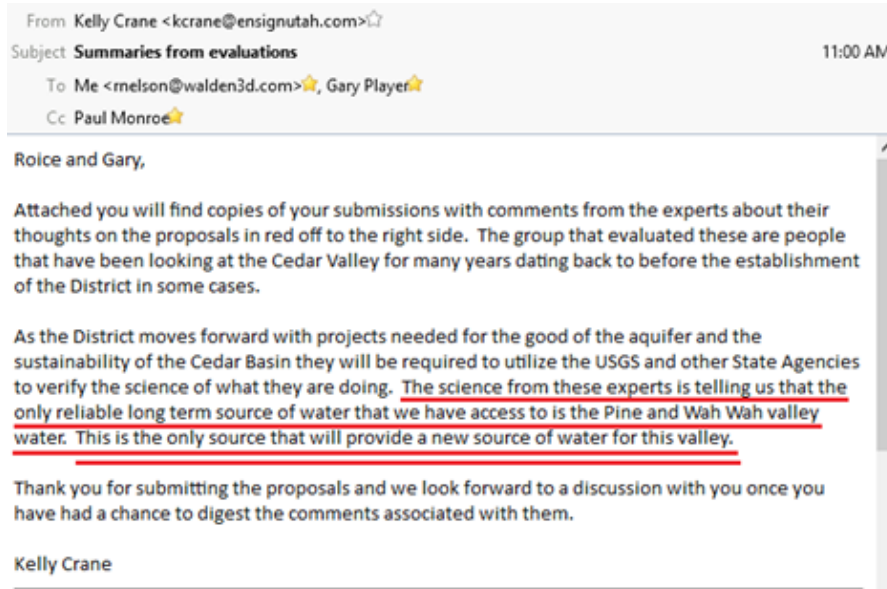 From Kelly Crane <kcrane@ensignutah.com>
Subject Summaries from evaluations 11:00 AM
To Me <rnelson@walden3d.com>, Gary Player
Cc Paul Monroe
Roice and Gary,
Attached you will find copies of your submissions with comments from the experts about their
thoughts on the proposals in red off to the right side. The group that evaluated these are people
that have been looking at the Cedar Valley for many years dating back to before the establishment
of the District in some cases.
As the District moves forward with projects needed for the good of the aquifer and the
sustainability of the Cedar Basin they will be required to utilize the USGS and other State Agencies
to verify the science of what they are doing. The science from these experts is telling us that the
only reliable long term source of water that we have access to is the Pine and Wah Wah valley
water. This is the only source that will provide a new source of water for this valley.
Thank you for submitting the proposals and we look forward to a discussion with you once you
have had a chance to digest the comments associated with them.
Kelly Crane